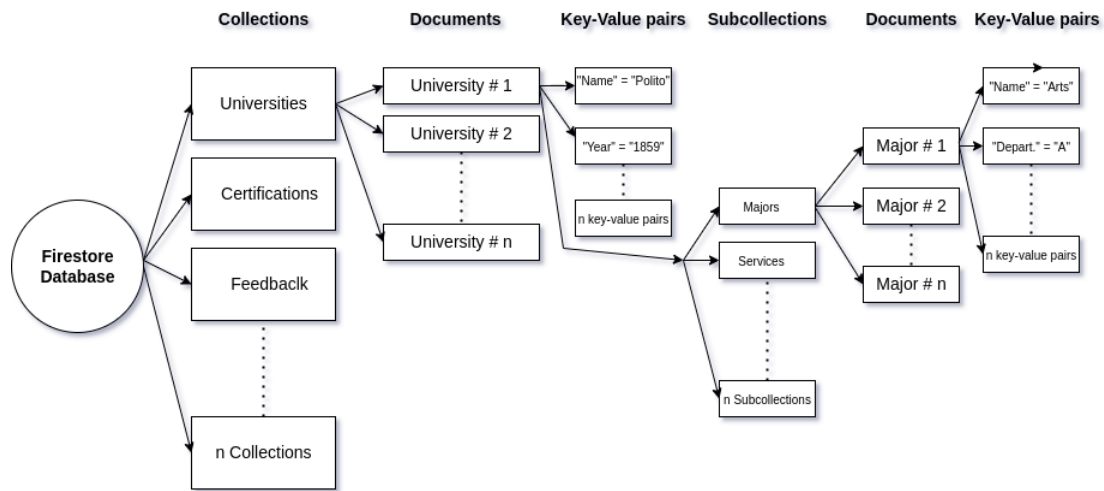 Collections
Documents
Key-Value pairs
Subcollections
Documents
Key-Value pairs
Firestore
Database
Universities
Certifications
Feedbaclk
n Collections
University # 1
University # 2
University # n
"Name" = "Polito"
"Year" = "1859"
n key-value pairs
Majors
Services
n Subcollections
Major # 1
Major # 2
Major # n
"Name" = "Arts"
"Depart." = "A"
n key-value pairs